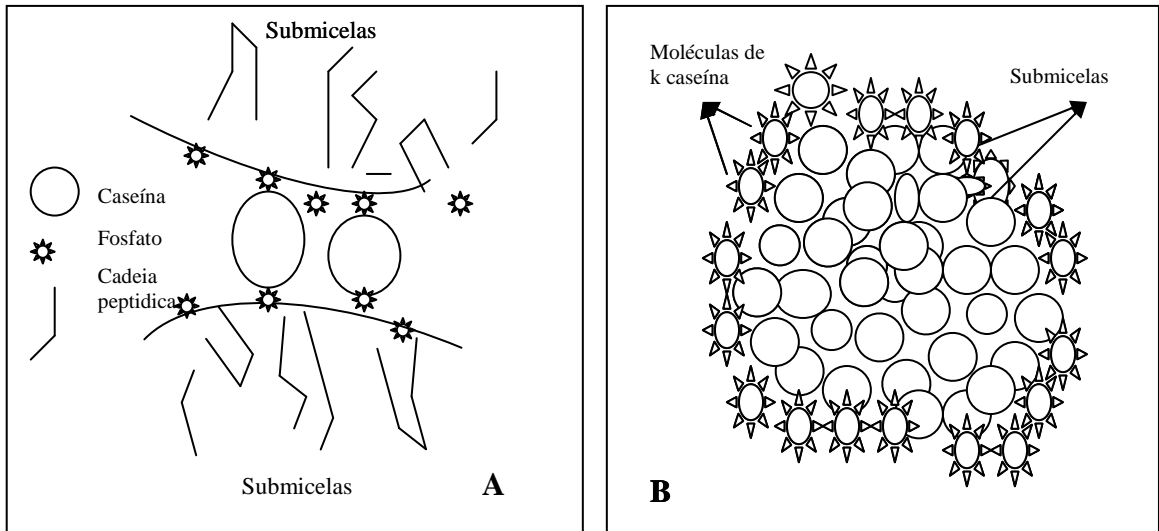 Submicelas
Caseína
Fosfato
Cadeia
peptidica
Submicelas
A
Moléculas de
k caseína
Submicelas
B